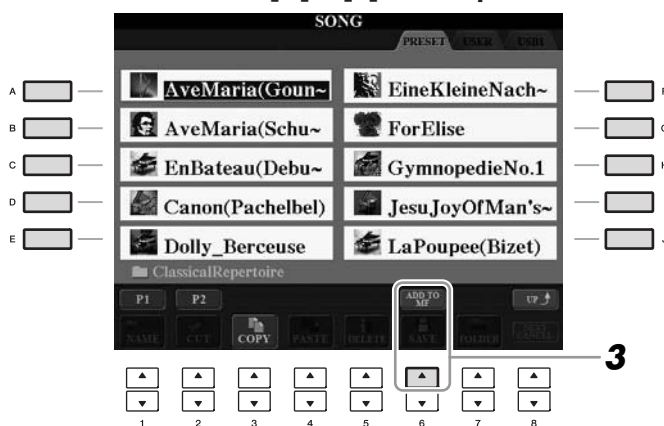 SONG
PRESET USER USB1
A AveMaria(Goun~ EineKleineNach~
B AveMaria(Schu~ ForElise
C EnBateau(Debu~ GymnopedieNo.1
D Canon(Pachelbel) JesuJoyOfMan's~
E Dolly_Berceuse LaPoupee(Bizet)
ClassicalRepertoire
P1 P2 ADD TO MF UP
NAME CUT COPY PASTE DELETE SAVE FOLDER
3
1 2 3 4 5 6 7 8